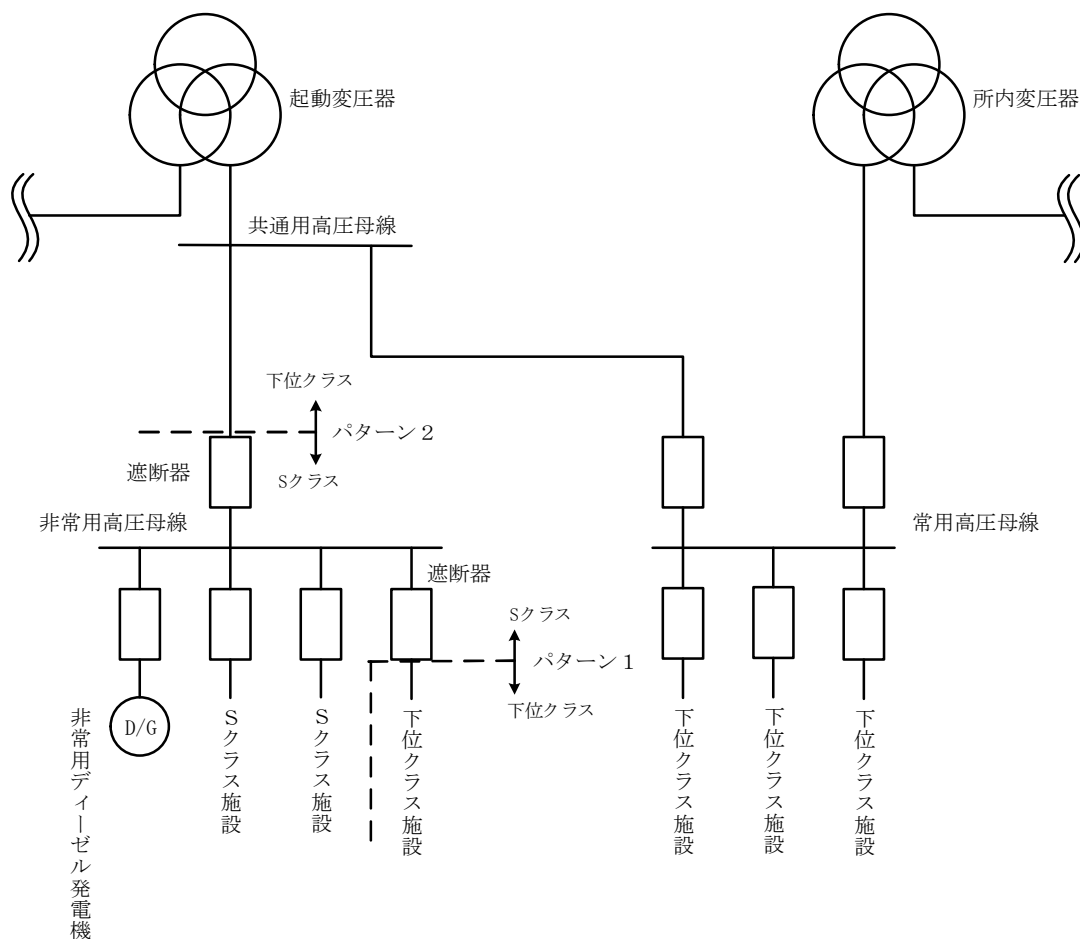 起動変圧器
所内変圧器
共通用高圧母線
下位クラス
パターン２
Sクラス
遮断器
非常用高圧母線
常用高圧母線
遮断器
Sクラス
パターン１
下位クラス
D/G
非常用ディーゼル発電機
Ｓクラス施設
Ｓクラス施設
下位クラス施設
下位クラス施設
下位クラス施設
下位クラス施設